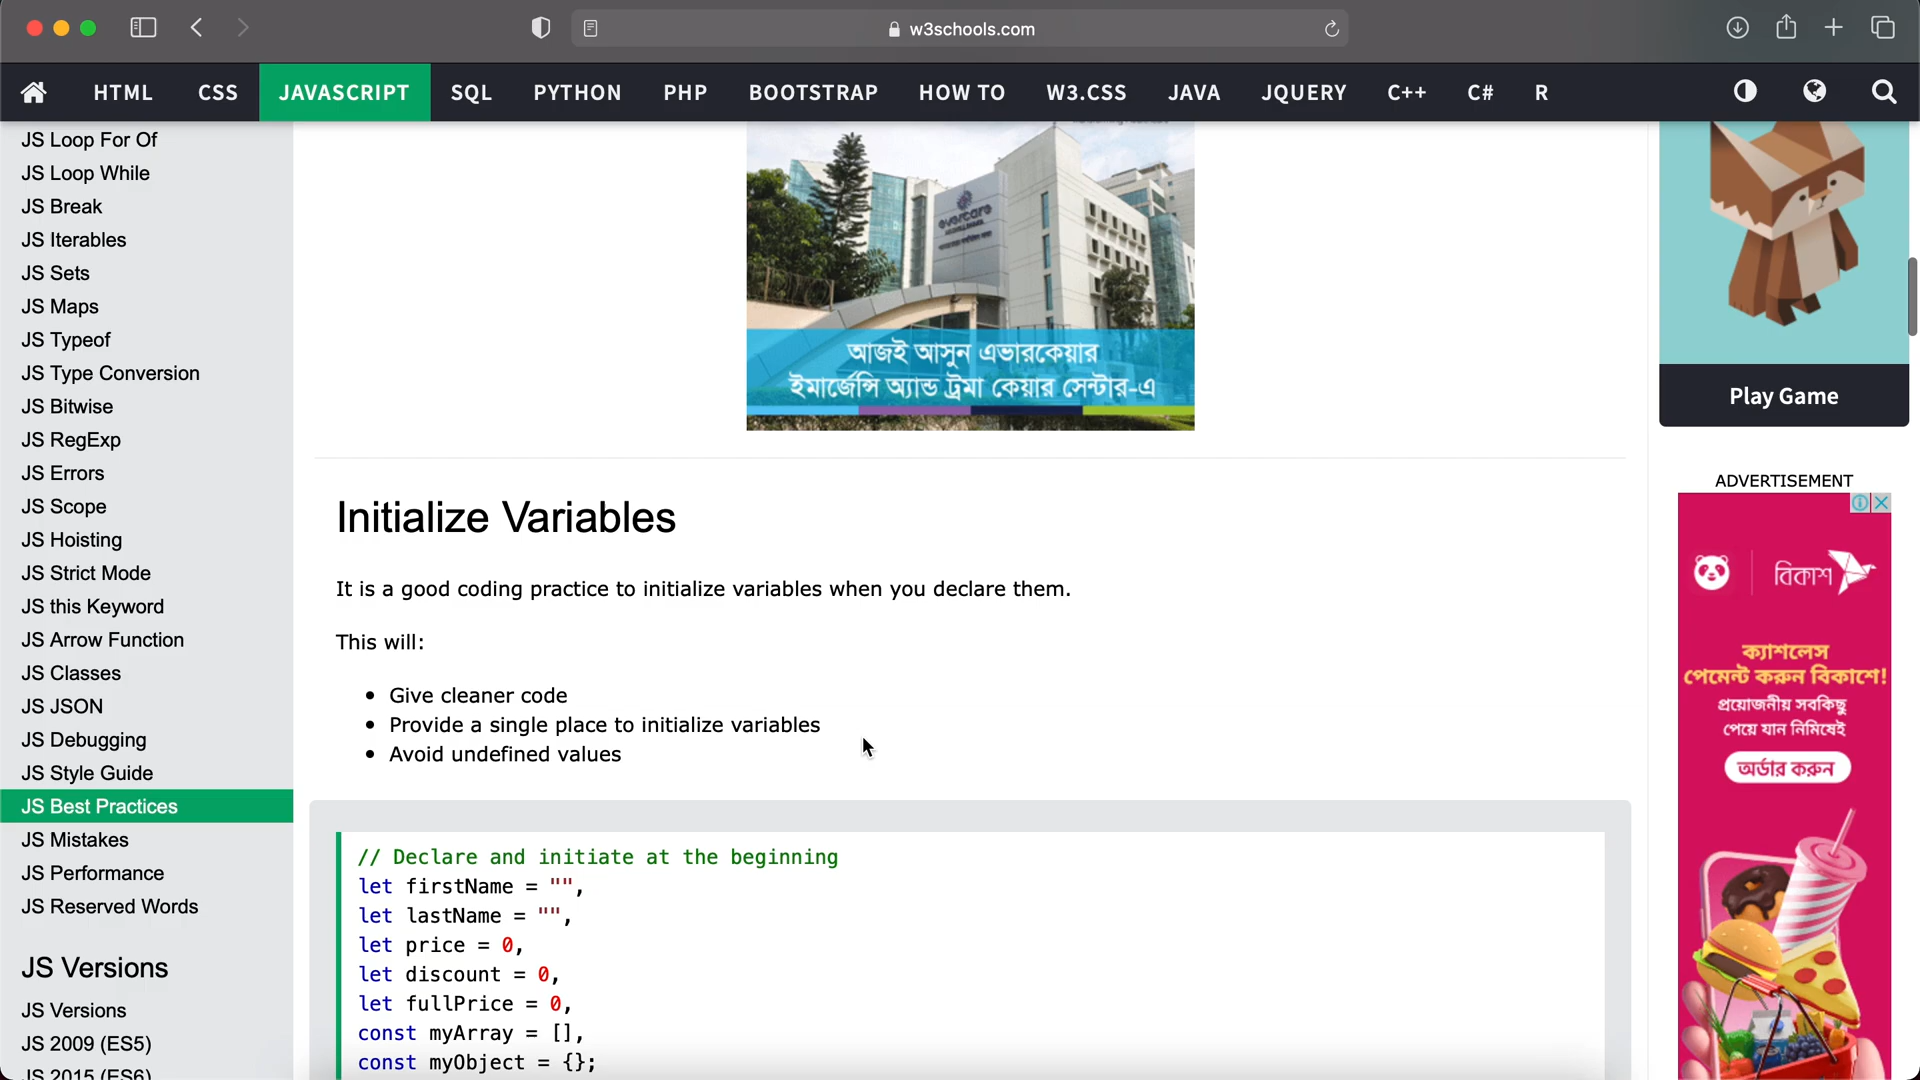 w3schools.com
HTML CSS JAVASCRIPT SQL PYTHON PHP BOOTSTRAP HOW TO W3.CSS JAVA JQUERY C++ C# R
JS Loop For Of
JS Loop While
JS Break
JS Iterables
JS Sets
JS Maps
JS Typeof
JS Type Conversion
JS Bitwise
JS RegExp
JS Errors
JS Scope
JS Hoisting
JS Strict Mode
JS this Keyword
JS Arrow Function
JS Classes
JS JSON
JS Debugging
JS Style Guide
JS Best Practices
JS Mistakes
JS Performance
JS Reserved Words
JS Versions
JS Versions
JS 2009 (ES5)
JS 2015 (ES6)
evercare
আজই আসুন এভারকেয়ার
ইমার্জেন্সি অ্যান্ড ট্রমা কেয়ার সেন্টার-এ
Initialize Variables
It is a good coding practice to initialize variables when you declare them.
This will:
• Give cleaner code
• Provide a single place to initialize variables
• Avoid undefined values
// Declare and initiate at the beginning
let firstName = "",
let lastName = "",
let price = 0,
let discount = 0,
let fullPrice = 0,
const myArray = [],
const myObject = {};
Play Game
ADVERTISEMENT
বিকাশ
ক্যাশলেস
পেমেন্ট করুন বিকাশে!
প্রয়োজনীয় সবকিছু
পেয়ে যান নিমিষেই
অর্ডার করুন